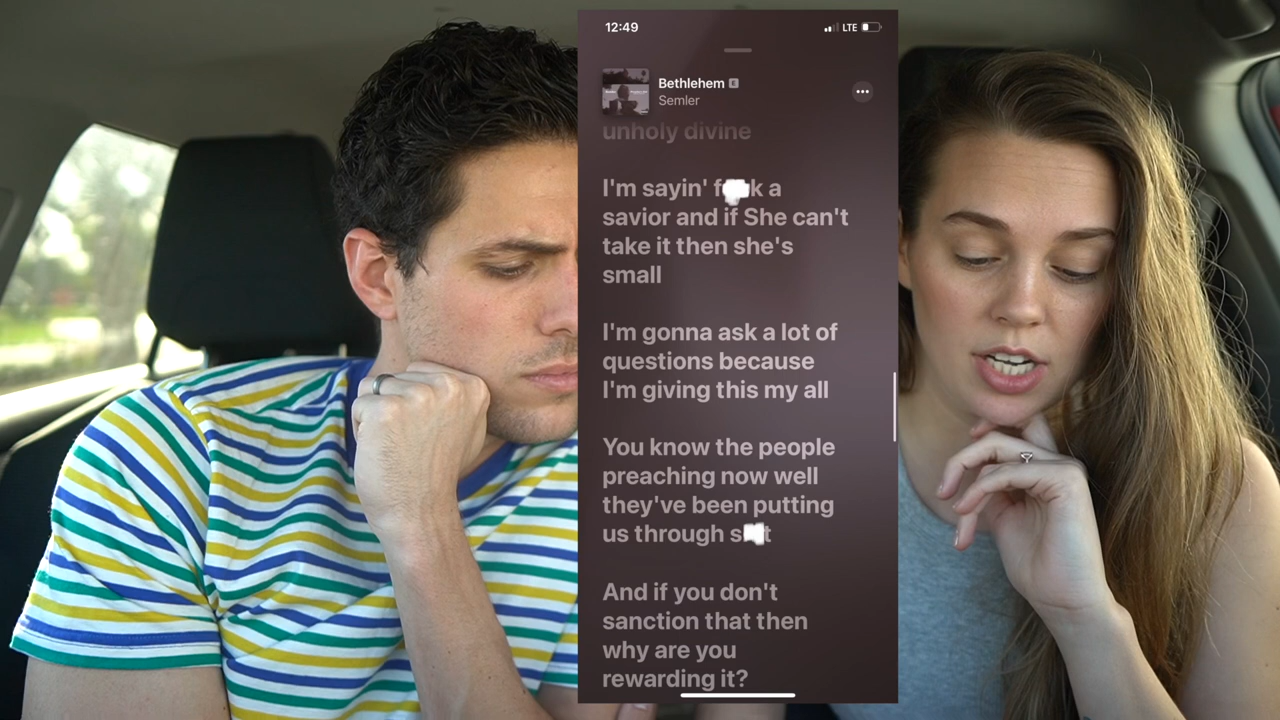 12:49
LTE
Bethlehem E
Semler
unholy divine
I'm sayin' f k a
savior and if She can't
take it then she's
small
I'm gonna ask a lot of
questions because
I'm giving this my all
You know the people
preaching now well
they've been putting
us through s t
And if you don't
sanction that then
why are you
rewarding it?